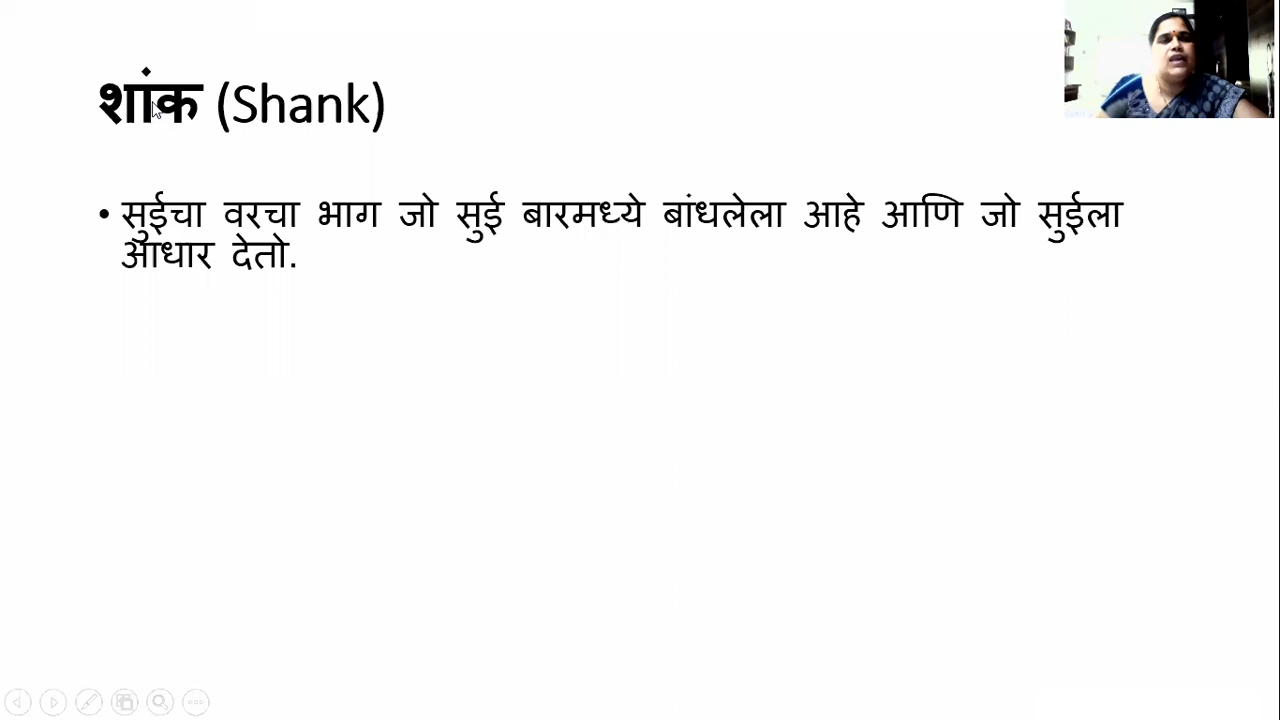 शांक (Shank)
• सुईचा वरचा भाग जो सुई बारमध्ये बांधलेला आहे आणि जो सुईला
आधार देतो.